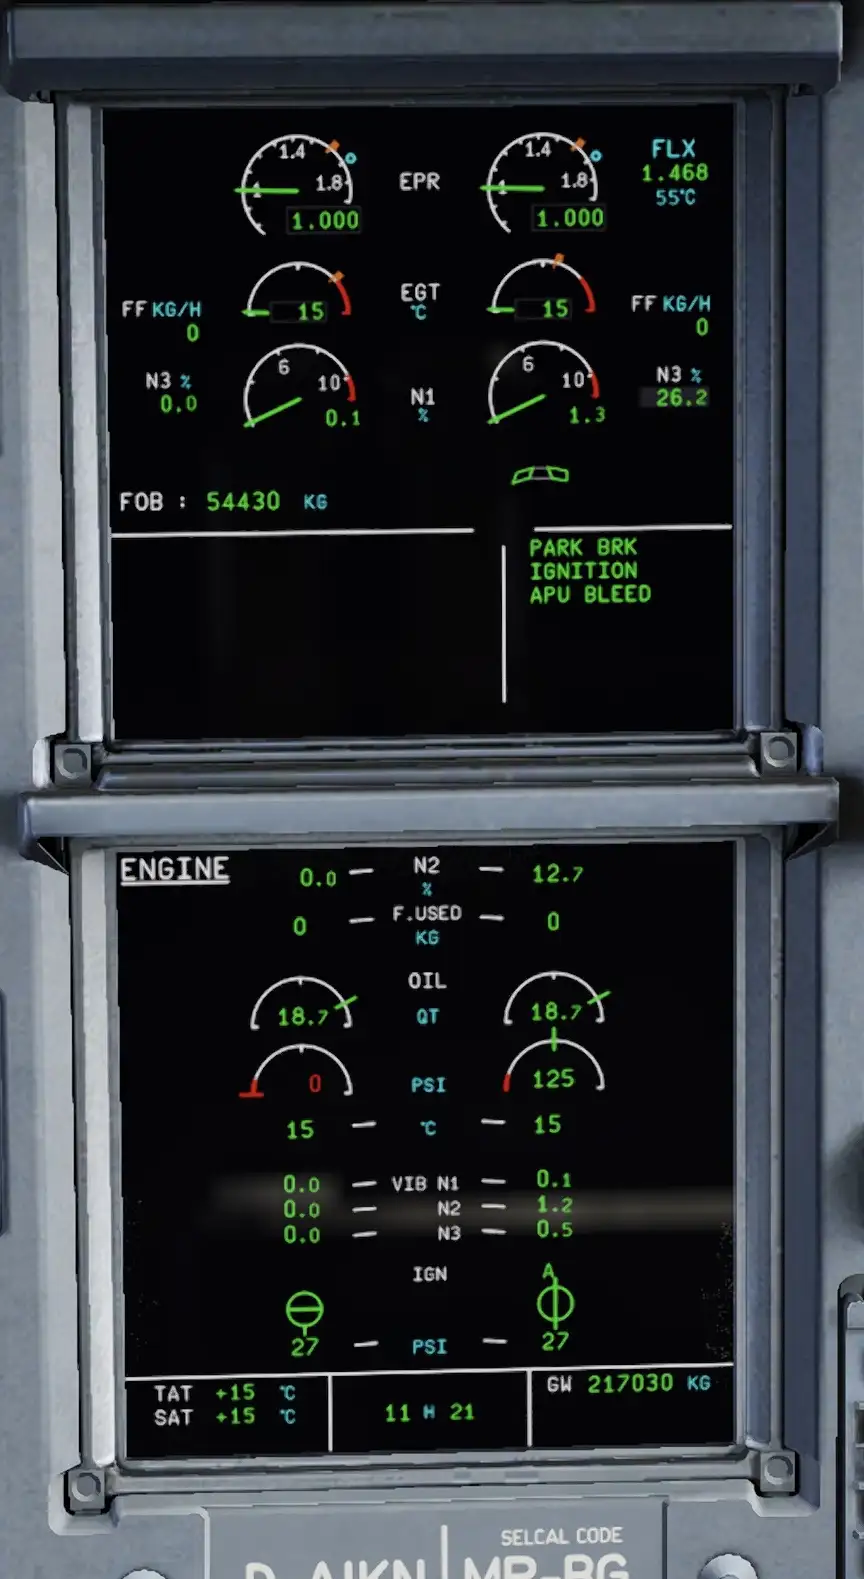 1.4 1.4 FLX
1 1.8 EPR 1 1.8 1.468
1.000 1.000 55°C
EGT
FF KG/H 15 °C 15 FF KG/H
0 0
N3 % 6 10 N1 6 10 N3 %
0.0 0.1 % 1.3 26.2
FOB : 54430 KG
PARK BRK
IGNITION
APU BLEED
ENGINE
0.0 N2 12.7
%
0 F.USED 0
KG
OIL
18.7 QT 18.7
0 PSI 125
15 °C 15
0.0 VIB N1 0.1
0.0 N2 1.2
0.0 N3 0.5
IGN A
27 PSI 27
TAT +15 °C GW 217030 KG
SAT +15 °C 11 H 21
SELCAL CODE
D-AIKN MP-BG